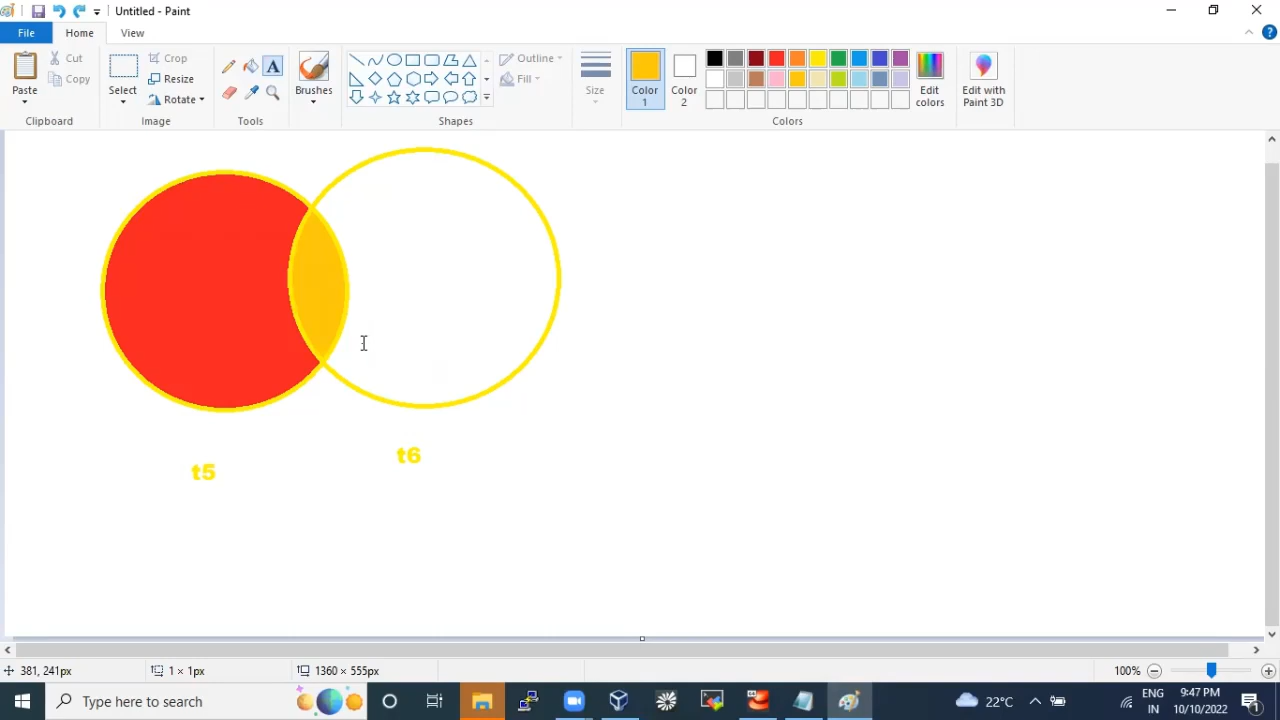 Untitled - Paint
File
Home
View
Paste
Cut
Copy
Clipboard
Select
Crop
Resize
Rotate
Image
A
Tools
Brushes
Shapes
Outline
Fill
Size
Color 1
Color 2
Colors
Edit colors
Edit with Paint 3D
t5
t6
381, 241px
1 × 1px
1360 × 555px
100%
Type here to search
22°C
ENG
IN
9:47 PM
10/10/2022
1